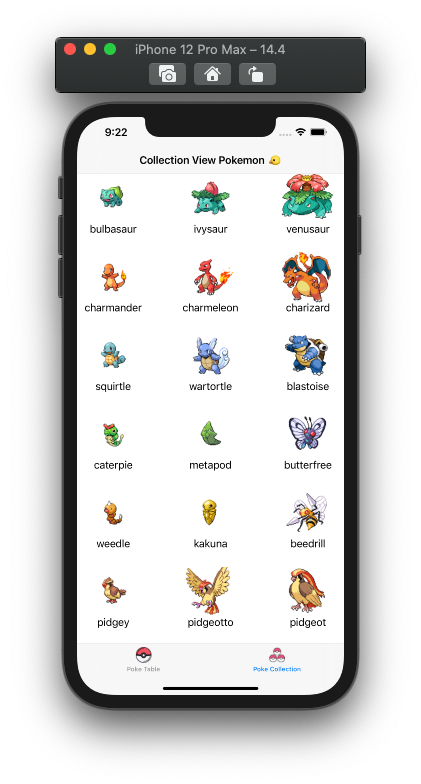 iPhone 12 Pro Max – 14.4
9:22
Collection View Pokemon
bulbasaur ivysaur venusaur
charmander charmeleon charizard
squirtle wartortle blastoise
caterpie metapod butterfree
weedle kakuna beedrill
pidgey pidgeotto pidgeot
Poke Table Poke Collection